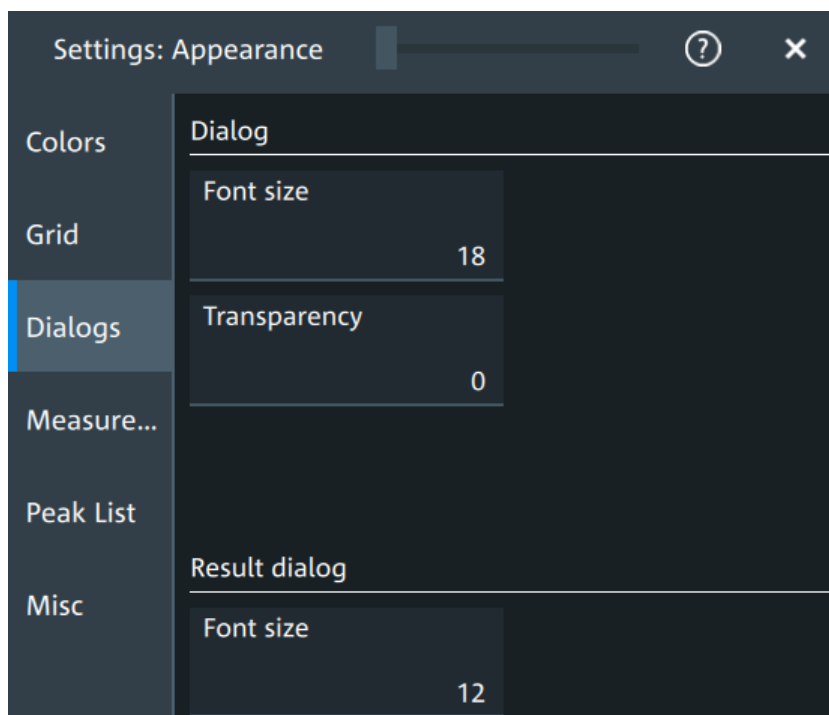 Settings: Appearance
?
×
Colors
Grid
Dialogs
Measure...
Peak List
Misc
Dialog
Font size
18
Transparency
0
Result dialog
Font size
12